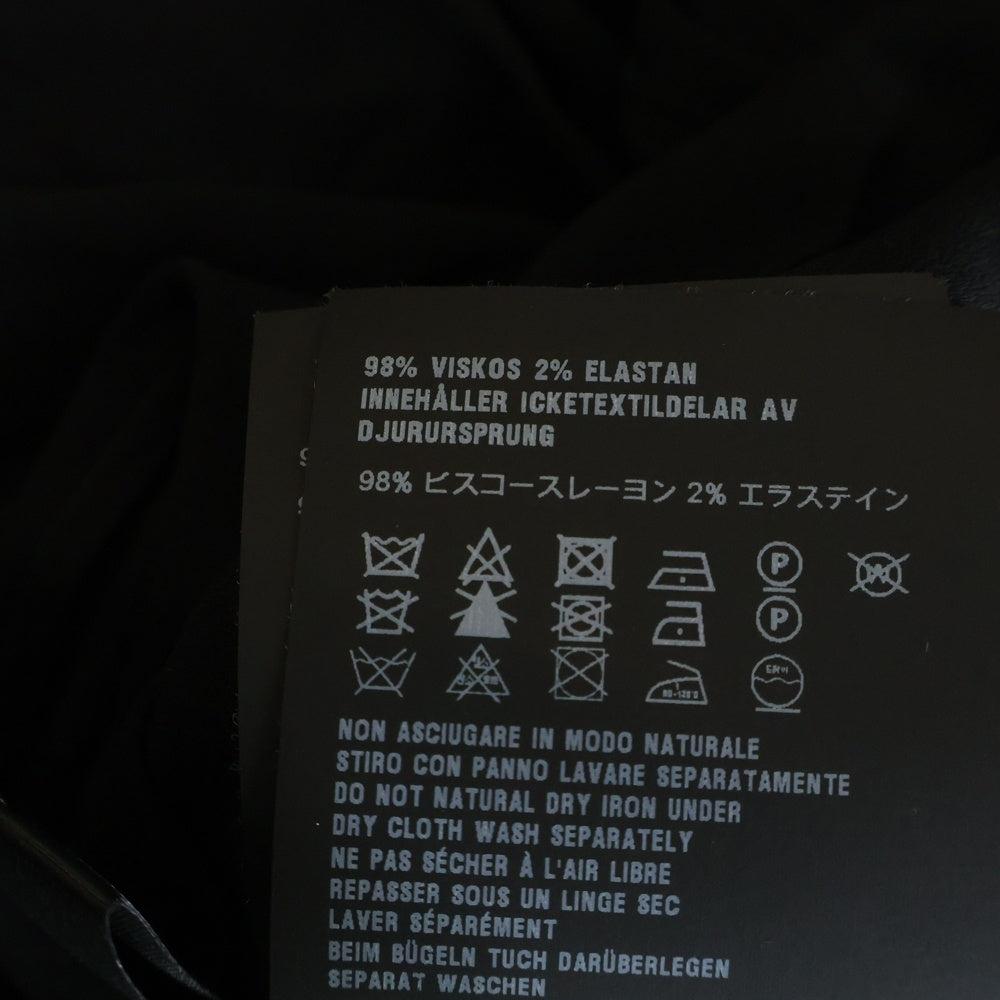 98% VISKOS 2% ELASTAN
INNEHÅLLER ICKETEXTILDELAR AV
DJURURSPRUNG
98% ビスコースレーヨン 2% エラステイン
P
W
P
NON ASCIUGARE IN MODO NATURALE
STIRO CON PANNO LAVARE SEPARATAMENTE
DO NOT NATURAL DRY IRON UNDER
DRY CLOTH WASH SEPARATELY
NE PAS SÉCHER À L'AIR LIBRE
REPASSER SOUS UN LINGE SEC
LAVER SÉPARÉMENT
BEIM BÜGELN TUCH DARÜBERLEGEN
SEPARAT WASCHEN